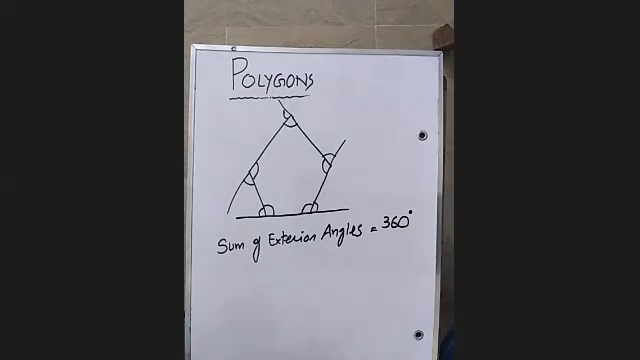 POLYGONS
Sum of Exterior Angles = 360°